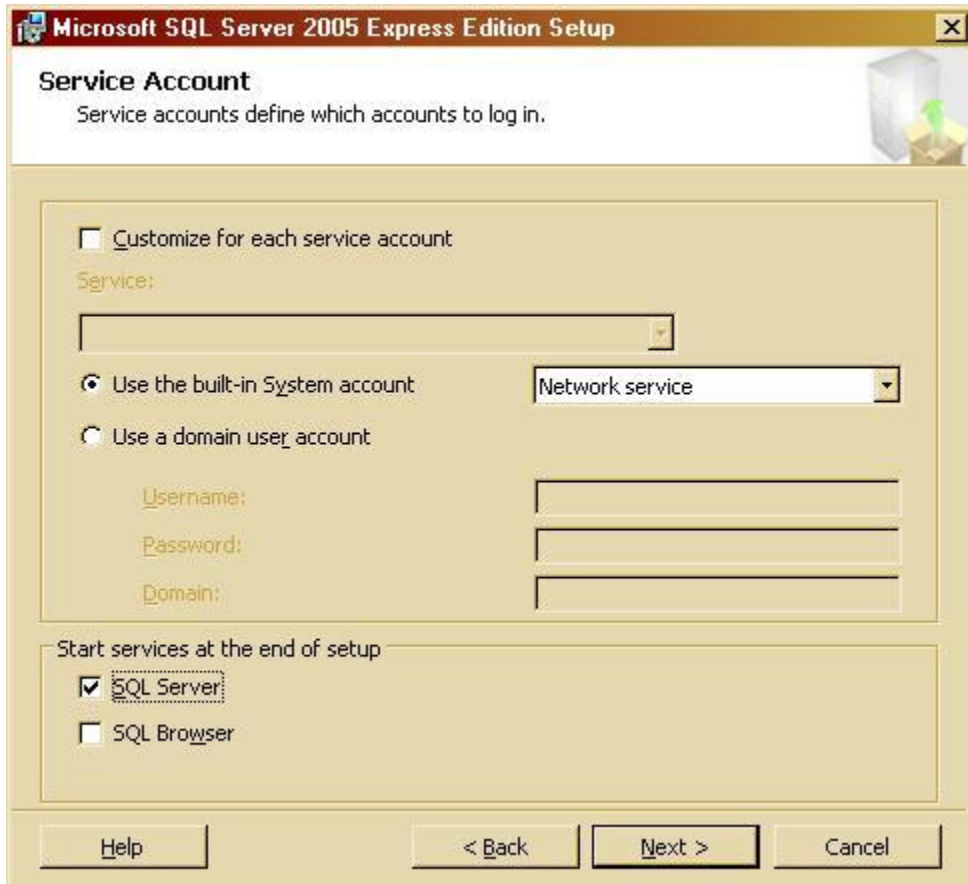 Microsoft SQL Server 2005 Express Edition Setup
Service Account
Service accounts define which accounts to log in.
Customize for each service account
Service:
Use the built-in System account
Network service
Use a domain user account
Username:
Password:
Domain:
Start services at the end of setup
SQL Server
SQL Browser
Help
< Back
Next >
Cancel